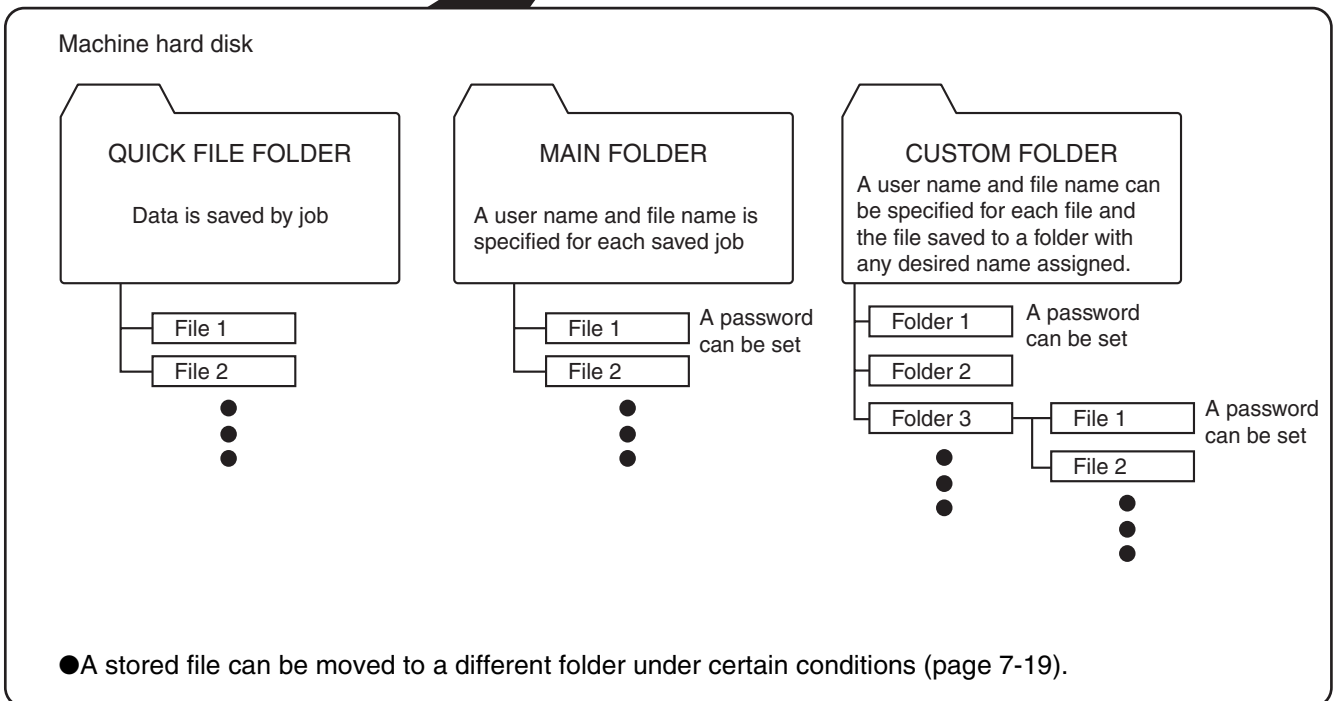 Machine hard disk
QUICK FILE FOLDER
Data is saved by job
File 1
File 2
MAIN FOLDER
A user name and file name is
specified for each saved job
File 1
A password
can be set
File 2
CUSTOM FOLDER
A user name and file name can
be specified for each file and
the file saved to a folder with
any desired name assigned.
Folder 1
A password
can be set
Folder 2
Folder 3
File 1
A password
can be set
File 2
●A stored file can be moved to a different folder under certain conditions (page 7-19).